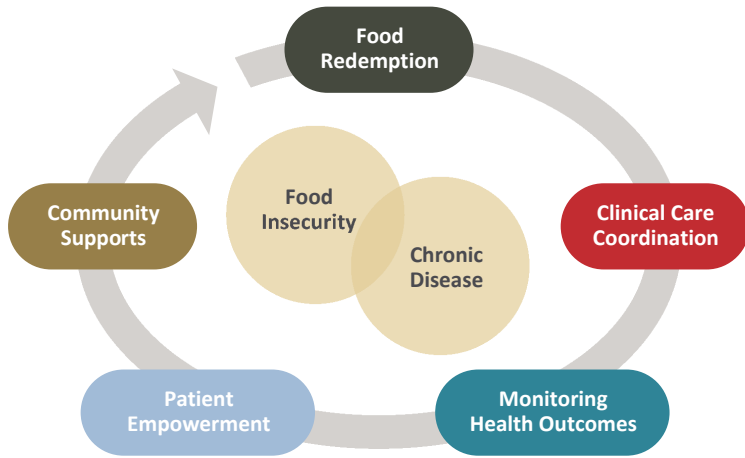 Food
Redemption
Food
Insecurity
Community
Supports
Clinical Care
Coordination
Chronic
Disease
Patient
Empowerment
Monitoring
Health Outcomes